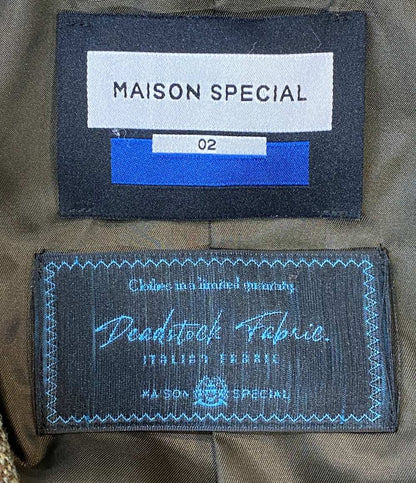 MAISON SPECIAL
02
Clothes in a limited quantity.
Deadstock Fabric.
ITALIAN FABRIC
MAISON SPECIAL